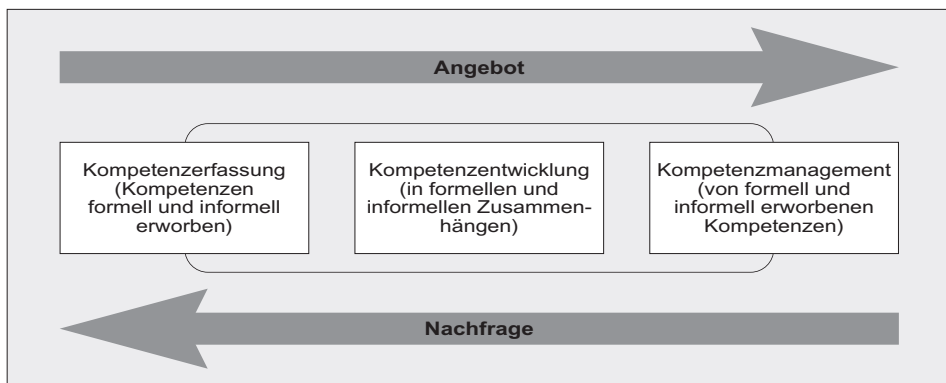 Angebot
Kompetenzerfassung
(Kompetenzen
formell und informell
erworben)
Kompetenzentwicklung
(in formellen und
informellen Zusammen-
hängen)
Kompetenzmanagement
(von formell und
informell erworbenen
Kompetenzen)
Nachfrage